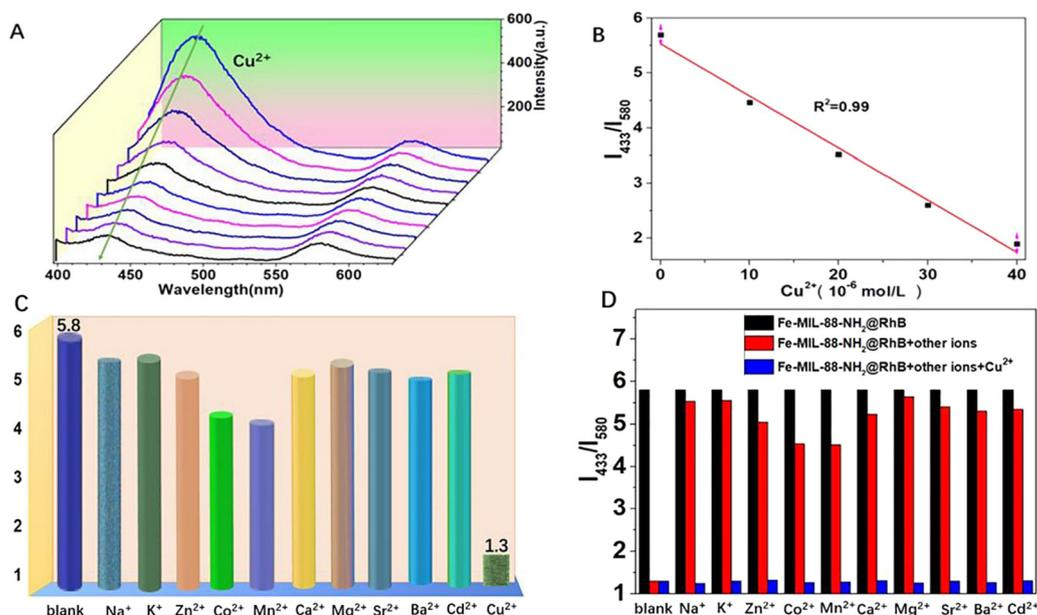 A
Cu²⁺
600
400
200
Intensity(a.u.)
400 450 500 550 600
Wavelength(nm)
B
6
5
4
3
2
I₄₃₃/I₅₈₀
R²=0.99
0 10 20 30 40
Cu²⁺( 10⁻⁶ mol/L )
C
6
5
4
3
2
1
5.8
1.3
blank Na⁺ K⁺ Zn²⁺ Co²⁺ Mn²⁺ Ca²⁺ Mg²⁺ Sr²⁺ Ba²⁺ Cd²⁺ Cu²⁺
D
Fe-MIL-88-NH₂@RhB
Fe-MIL-88-NH₂@RhB+other ions
Fe-MIL-88-NH₂@RhB+other ions+Cu²⁺
7
6
5
4
3
2
1
I₄₃₃/I₅₈₀
blank Na⁺ K⁺ Zn²⁺ Co²⁺ Mn²⁺ Ca²⁺ Mg²⁺ Sr²⁺ Ba²⁺ Cd²⁺